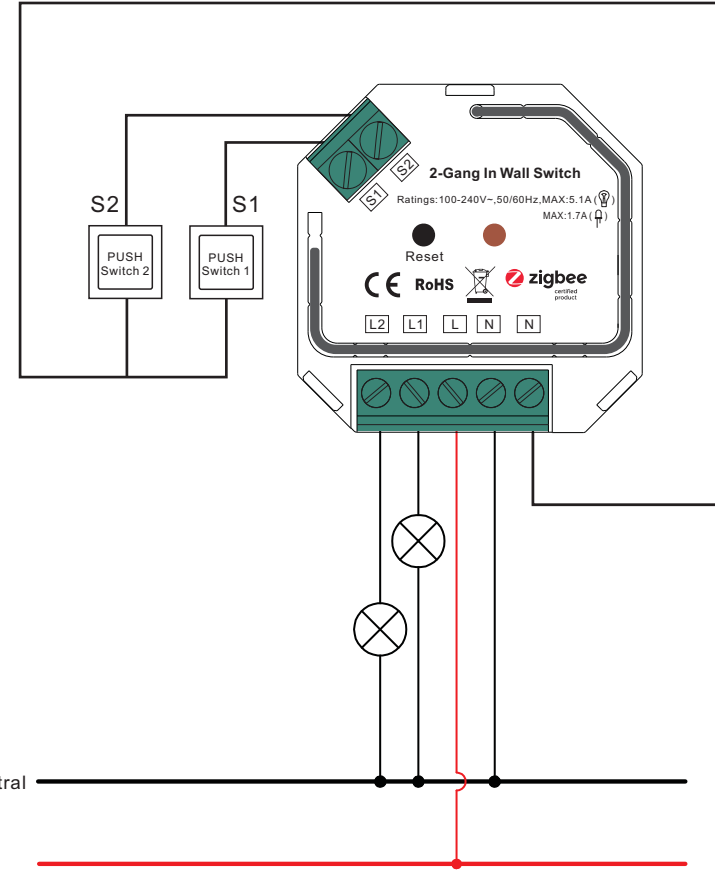 S2
S1
PUSH
Switch 2
PUSH
Switch 1
S1
S2
2-Gang In Wall Switch
Ratings:100-240V~,50/60Hz,MAX:5.1A( )
MAX:1.7A( )
Reset
CE RoHS zigbee
certified
product
L2 L1 L N N
tral